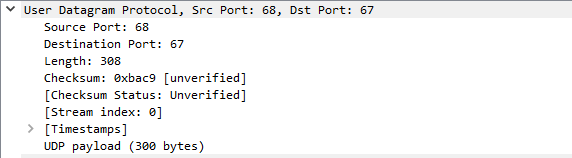 User Datagram Protocol, Src Port: 68, Dst Port: 67
Source Port: 68
Destination Port: 67
Length: 308
Checksum: 0xbac9 [unverified]
[Checksum Status: Unverified]
[Stream index: 0]
[Timestamps]
UDP payload (300 bytes)